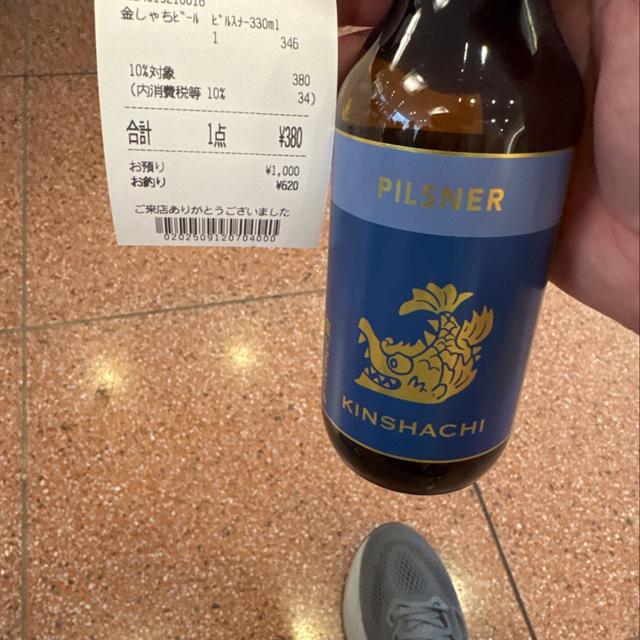 金しゃちビール ピルスナー330ml
1 346
10%対象 380
(内消費税等 10% 34)
合計 1点 ¥380
お預り ¥1,000
お釣り ¥620
ご来店ありがとうございました
0202509120704000
PILSNER
KINSHACHI